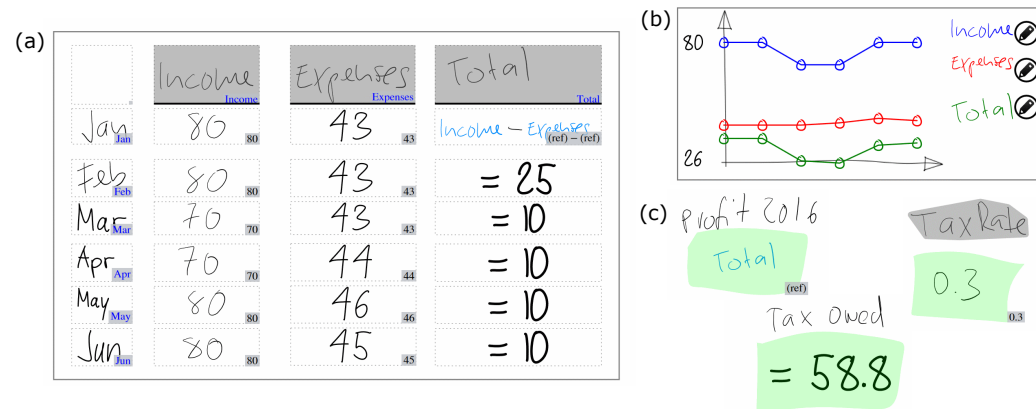 (a)
Income Income Expenses Expenses Total Total
Jan Jan 80 80 43 43 Income - Expenses (ref) - (ref)
Feb Feb 80 80 43 43 = 25
Mar Mar 70 70 43 43 = 10
Apr Apr 70 70 44 44 = 10
May May 80 80 46 46 = 10
Jun Jun 80 80 45 45 = 10
(b)
80
26
Income
Expenses
Total
(c)
Profit 2016
Total
(ref)
Tax Rate
0.3
0.3
Tax Owed
= 58.8